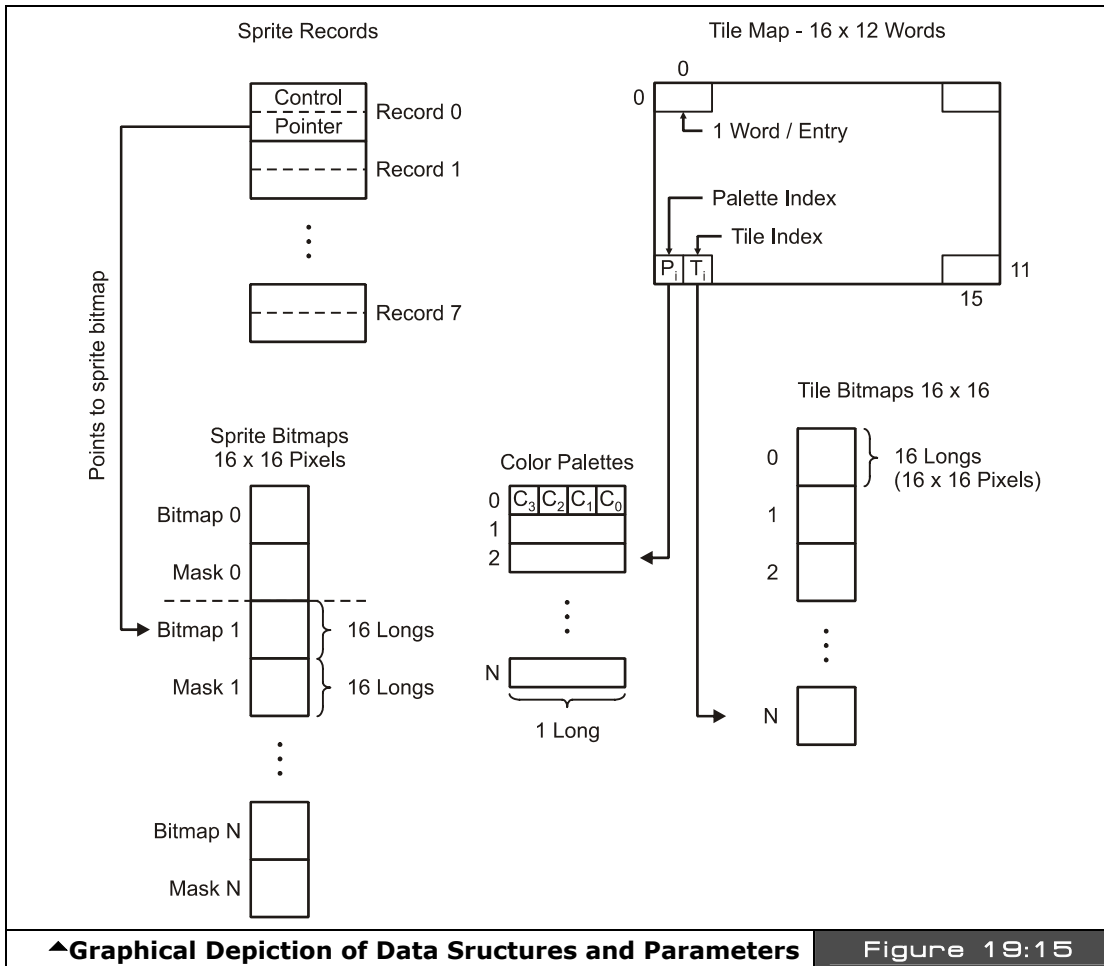 Sprite Records
Control
Pointer
Record 0
Record 1
Record 7
Points to sprite bitmap
Sprite Bitmaps
16 x 16 Pixels
Bitmap 0
Mask 0
Bitmap 1
16 Longs
Mask 1
16 Longs
Bitmap N
Mask N
Tile Map - 16 x 12 Words
0
0
1 Word / Entry
Palette Index
Tile Index
Pi Ti
11
15
Color Palettes
0 C3 C2 C1 C0
1
2
N
1 Long
Tile Bitmaps 16 x 16
0
16 Longs
(16 x 16 Pixels)
1
2
N
Graphical Depiction of Data Sructures and Parameters
Figure 19:15